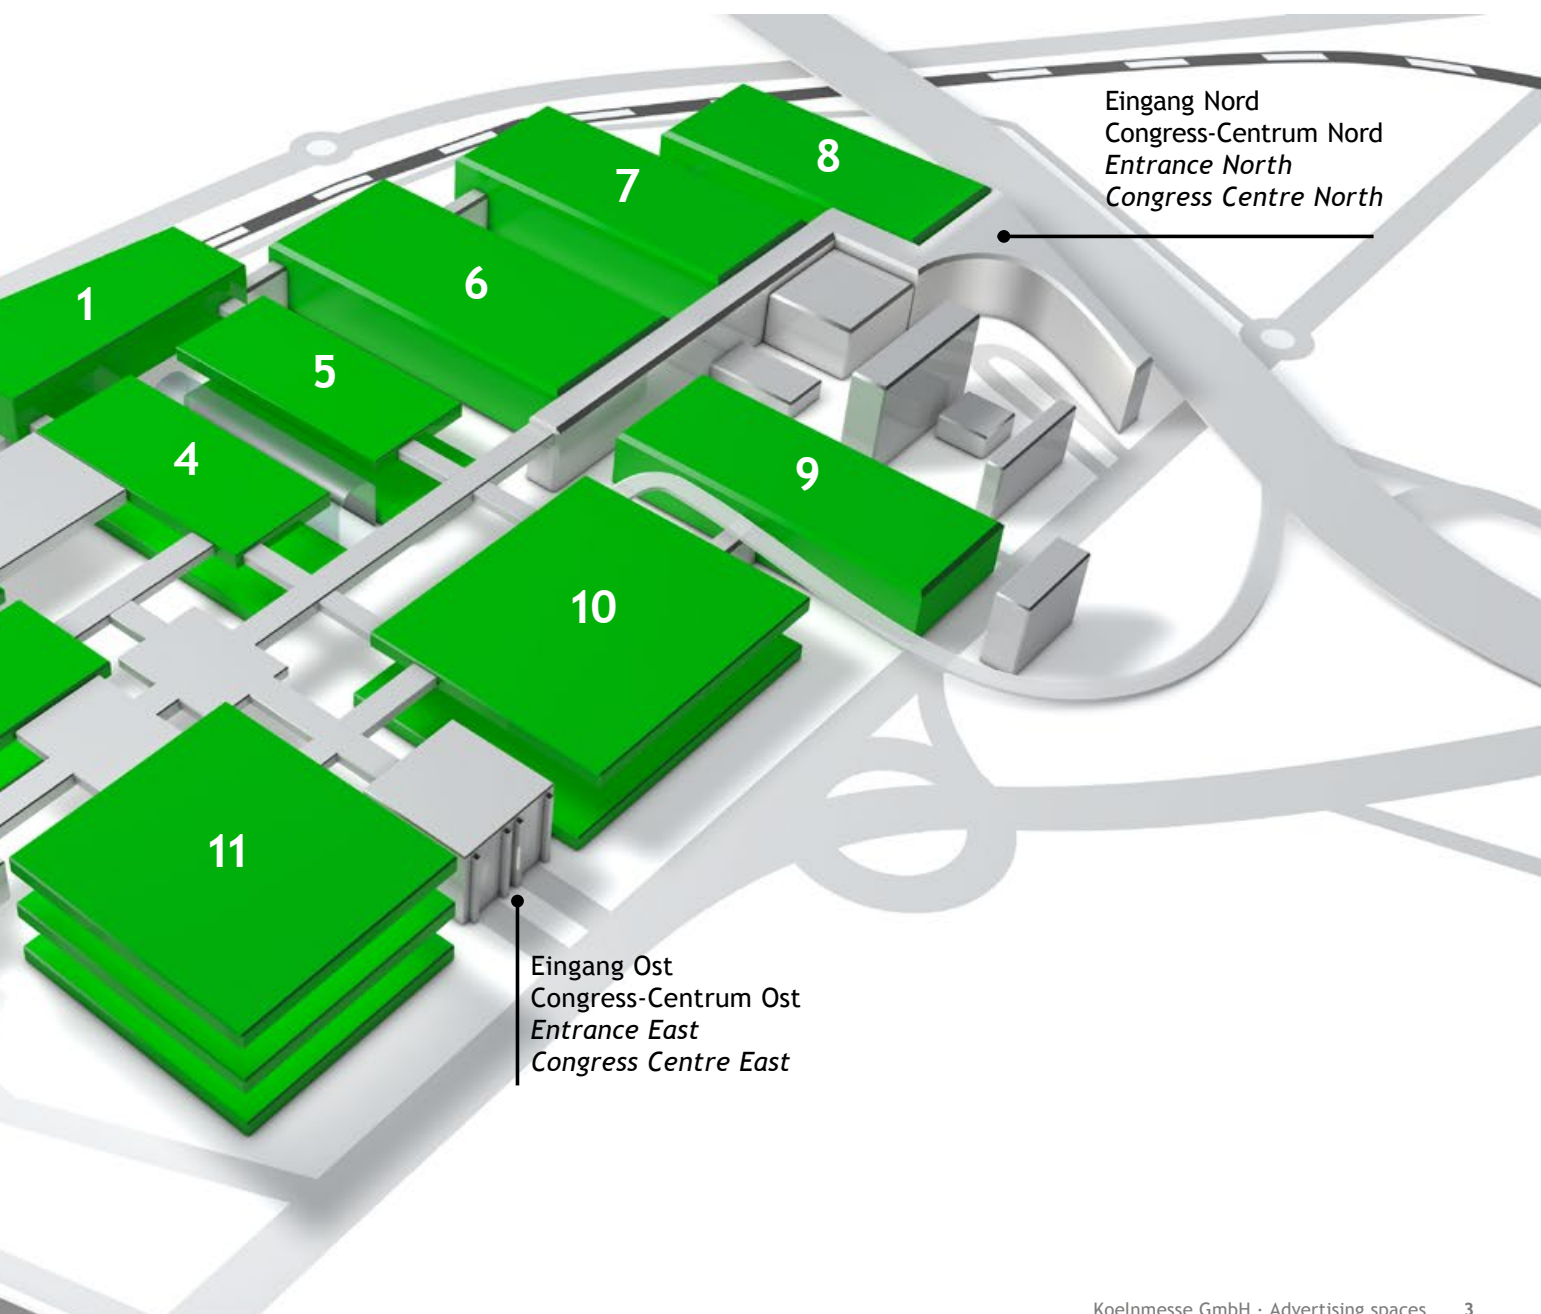 Eingang Nord
Congress-Centrum Nord
Entrance North
Congress Centre North
8
7
6
1
5
4
9
10
11
Eingang Ost
Congress-Centrum Ost
Entrance East
Congress Centre East
Koelnmesse GmbH · Advertising spaces 3